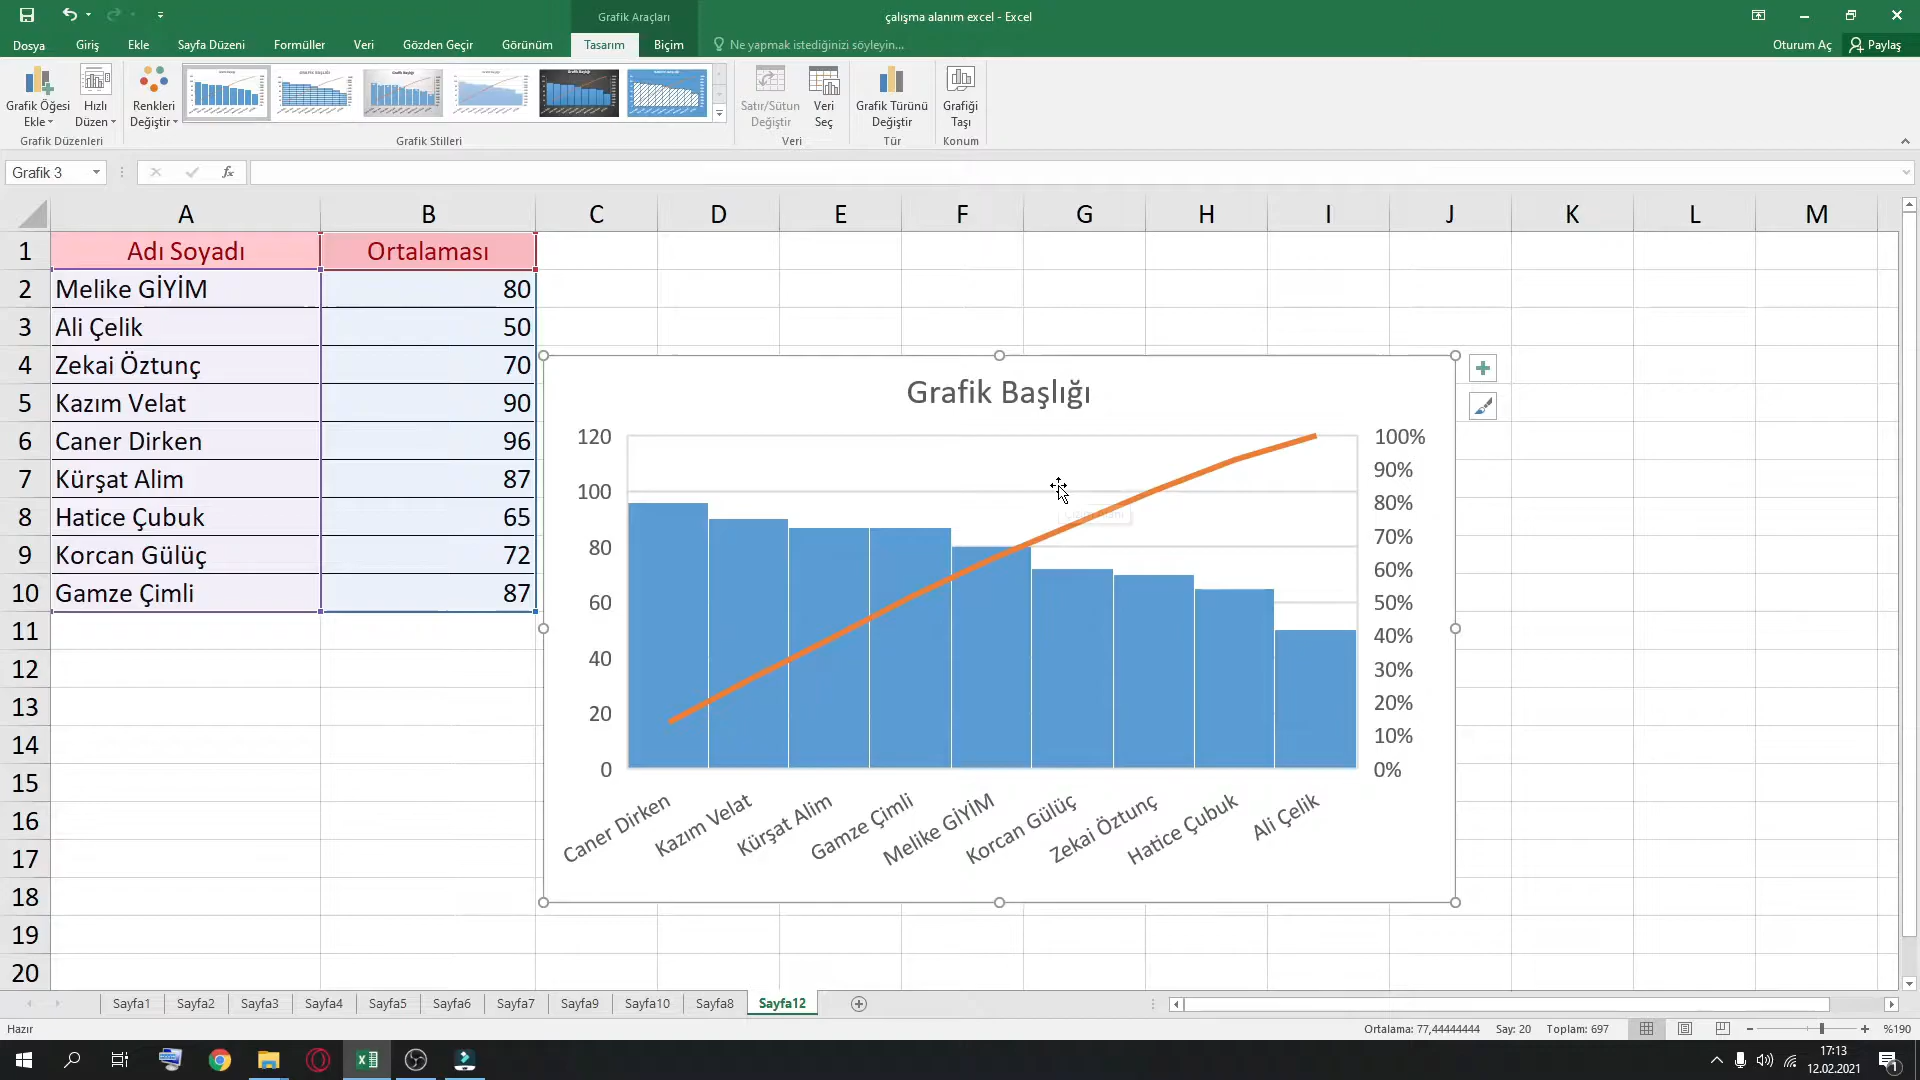 Grafik Araçları
çalışma alanım excel - Excel
Dosya Giriş Ekle Sayfa Düzeni Formüller Veri Gözden Geçir Görünüm Tasarım Biçim Ne yapmak istediğinizi söyleyin... Oturum Aç Paylaş
Grafik Öğesi Ekle
Hızlı Düzen
Renkleri Değiştir
Satır/Sütun Değiştir
Veri Seç
Grafik Türünü Değiştir
Grafiği Taşı
Grafik Düzenleri Grafik Stilleri Veri Tür Konum
Grafik 3 fx
A B C D E F G H I J K L M
1 Adı Soyadı Ortalaması
2 Melike GİYİM 80
3 Ali Çelik 50
4 Zekai Öztunç 70
5 Kazım Velat 90
6 Caner Dirken 96
7 Kürşat Alim 87
8 Hatice Çubuk 65
9 Korcan Gülüç 72
10 Gamze Çimli 87
11
12
13
14
15
16
17
18
19
20
Grafik Başlığı
120
100
80
60
40
20
0
100%
90%
80%
70%
60%
50%
40%
30%
20%
10%
0%
Caner Dirken
Kazım Velat
Kürşat Alim
Gamze Çimli
Melike GİYİM
Korcan Gülüç
Zekai Öztunç
Hatice Çubuk
Ali Çelik
Sayfa1 Sayfa2 Sayfa3 Sayfa4 Sayfa5 Sayfa6 Sayfa7 Sayfa9 Sayfa10 Sayfa8 Sayfa12
Hazır Ortalama: 77,44444444 Say: 20 Toplam: 697 %190
17:13
12.02.2021
1